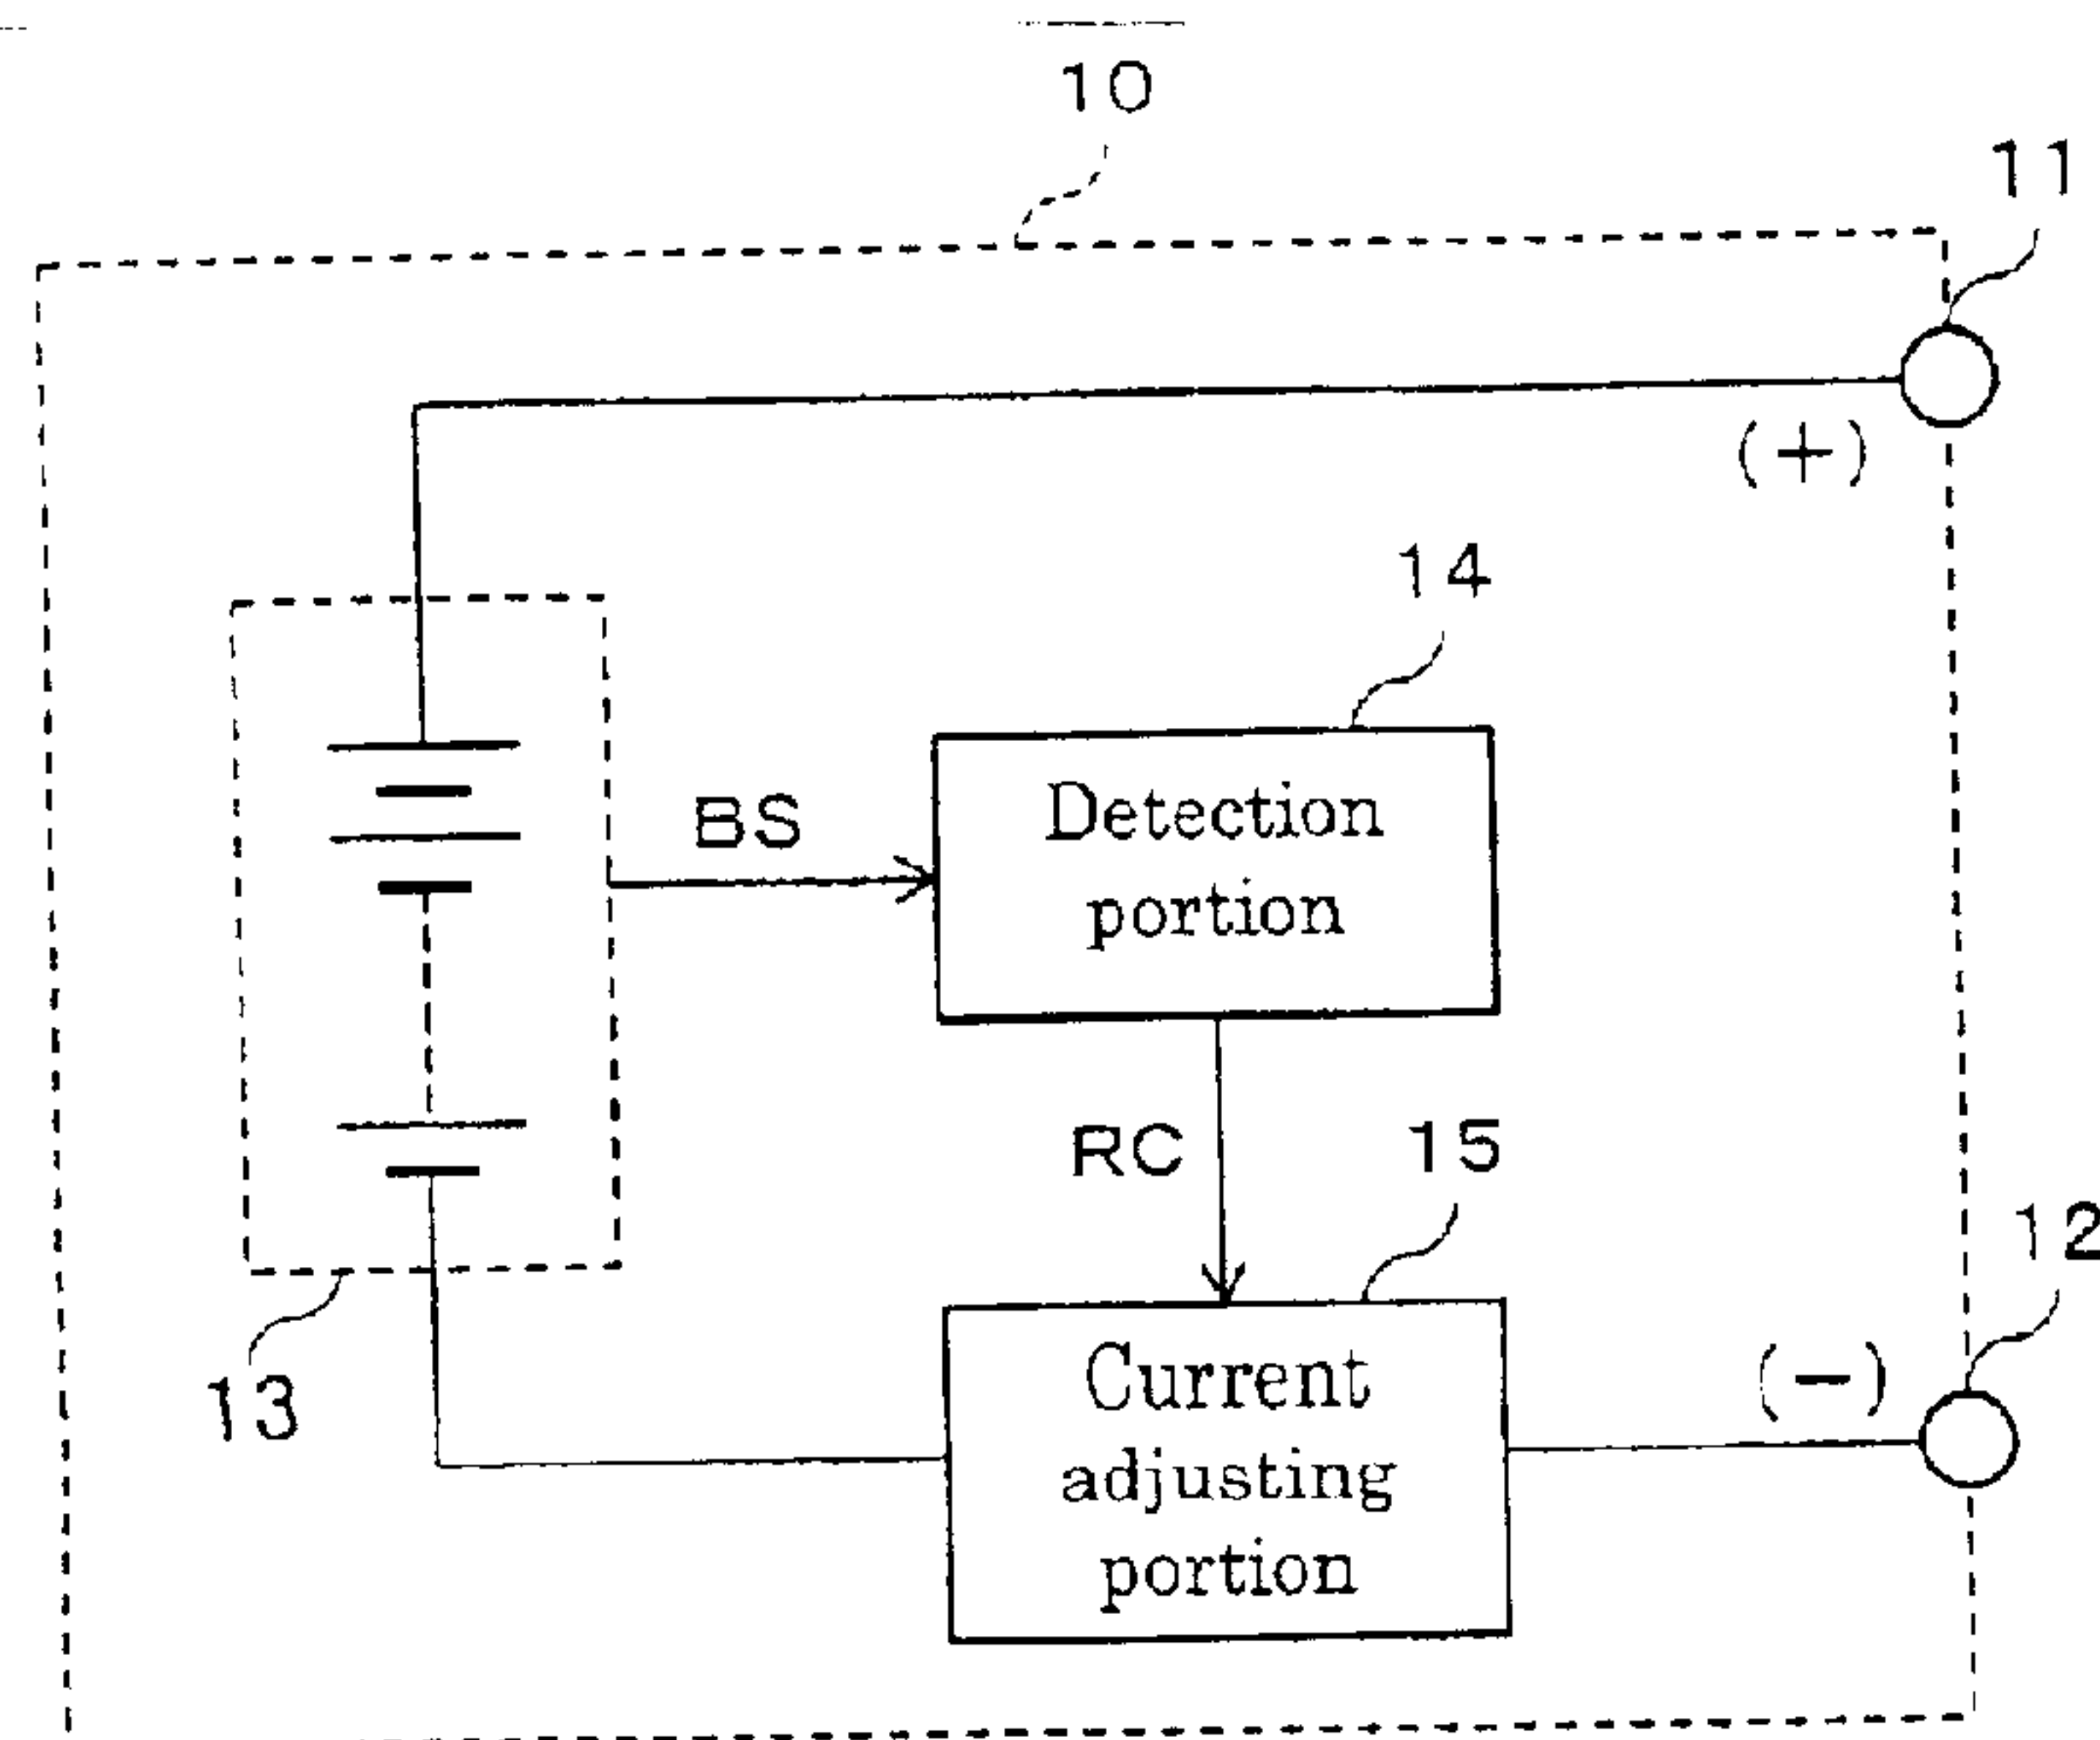 10
11
(+)
14
BS
Detection
portion
RC
15
12
13
(−)
Current
adjusting
portion